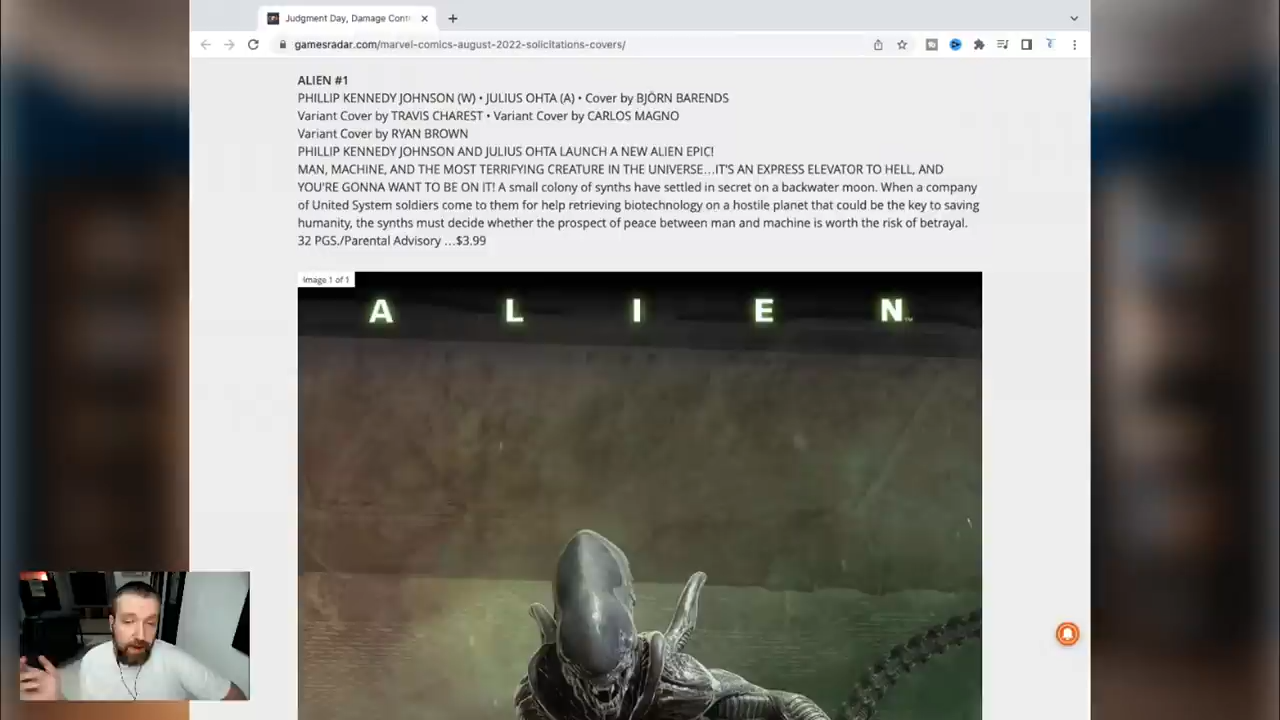 Judgment Day, Damage Cont
gamesradar.com/marvel-comics-august-2022-solicitations-covers/
ALIEN #1
PHILLIP KENNEDY JOHNSON (W) • JULIUS OHTA (A) • Cover by BJÖRN BARENDS
Variant Cover by TRAVIS CHAREST • Variant Cover by CARLOS MAGNO
Variant Cover by RYAN BROWN
PHILLIP KENNEDY JOHNSON AND JULIUS OHTA LAUNCH A NEW ALIEN EPIC!
MAN, MACHINE, AND THE MOST TERRIFYING CREATURE IN THE UNIVERSE…IT'S AN EXPRESS ELEVATOR TO HELL, AND
YOU'RE GONNA WANT TO BE ON IT! A small colony of synths have settled in secret on a backwater moon. When a company
of United System soldiers come to them for help retrieving biotechnology on a hostile planet that could be the key to saving
humanity, the synths must decide whether the prospect of peace between man and machine is worth the risk of betrayal.
32 PGS./Parental Advisory …$3.99
Image 1 of 1
A L I E N™